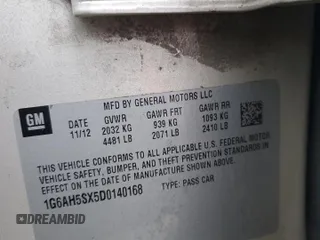 GM
MFD BY GENERAL MOTORS LLC
11/12
GVWR
2032 KG
4481 LB
GAWR FRT
939 KG
2071 LB
GAWR RR
1093 KG
2410 LB
THIS VEHICLE CONFORMS TO ALL APPLICABLE U.S. FEDERAL MOTOR
VEHICLE SAFETY, BUMPER, AND THEFT PREVENTION STANDARDS IN
EFFECT ON THE DATE OF MANUFACTURE SHOWN ABOVE.
1G6AH5SX5D0140168
TYPE: PASS CAR
© DRAGBID.COM